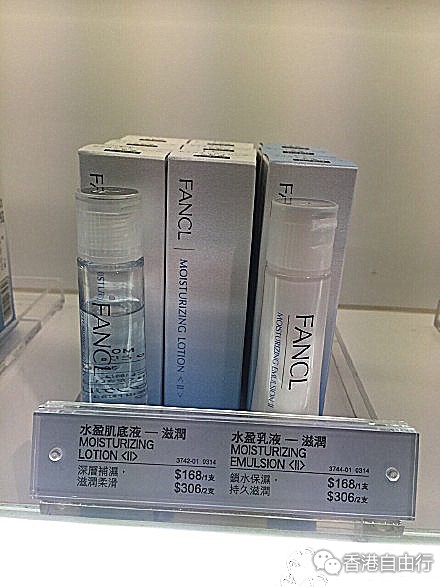 FANCL
MOISTURIZING LOTION <II>
FANCL
FANCL
FANCL
MOISTURIZING EMULSION II
水盈肌底液 — 滋潤
MOISTURIZING
LOTION <II>
3742-01 0314
深層補濕，
滋潤柔滑
$168/1支
$306/2支
水盈乳液 — 滋潤
MOISTURIZING
EMULSION <II>
3744-01 0314
鎖水保濕，
持久滋潤
$168/1支
$306/2支
香港自由行